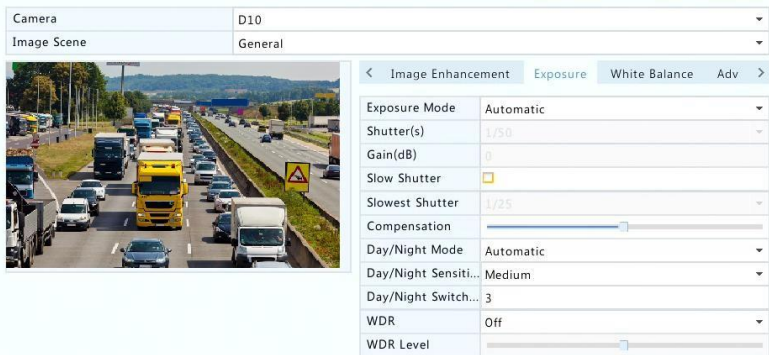 Camera D10
Image Scene General
< Image Enhancement Exposure White Balance Adv >
Exposure Mode Automatic
Shutter(s) 1/50
Gain(dB) 0
Slow Shutter
Slowest Shutter 1/25
Compensation
Day/Night Mode Automatic
Day/Night Sensiti... Medium
Day/Night Switch... 3
WDR Off
WDR Level